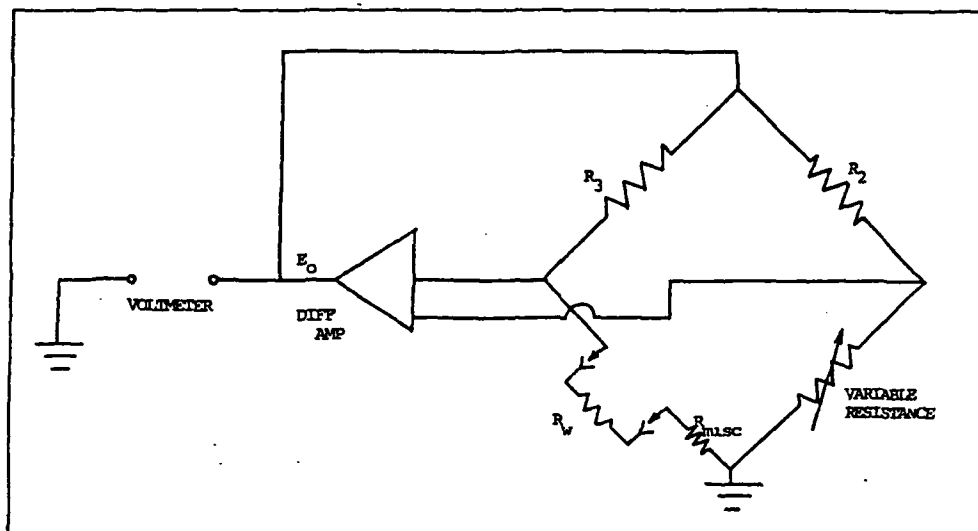 R3
R2
Eo
VOLTMETER
DIFF
AMP
Rw
Rmisc
VARIABLE
RESISTANCE